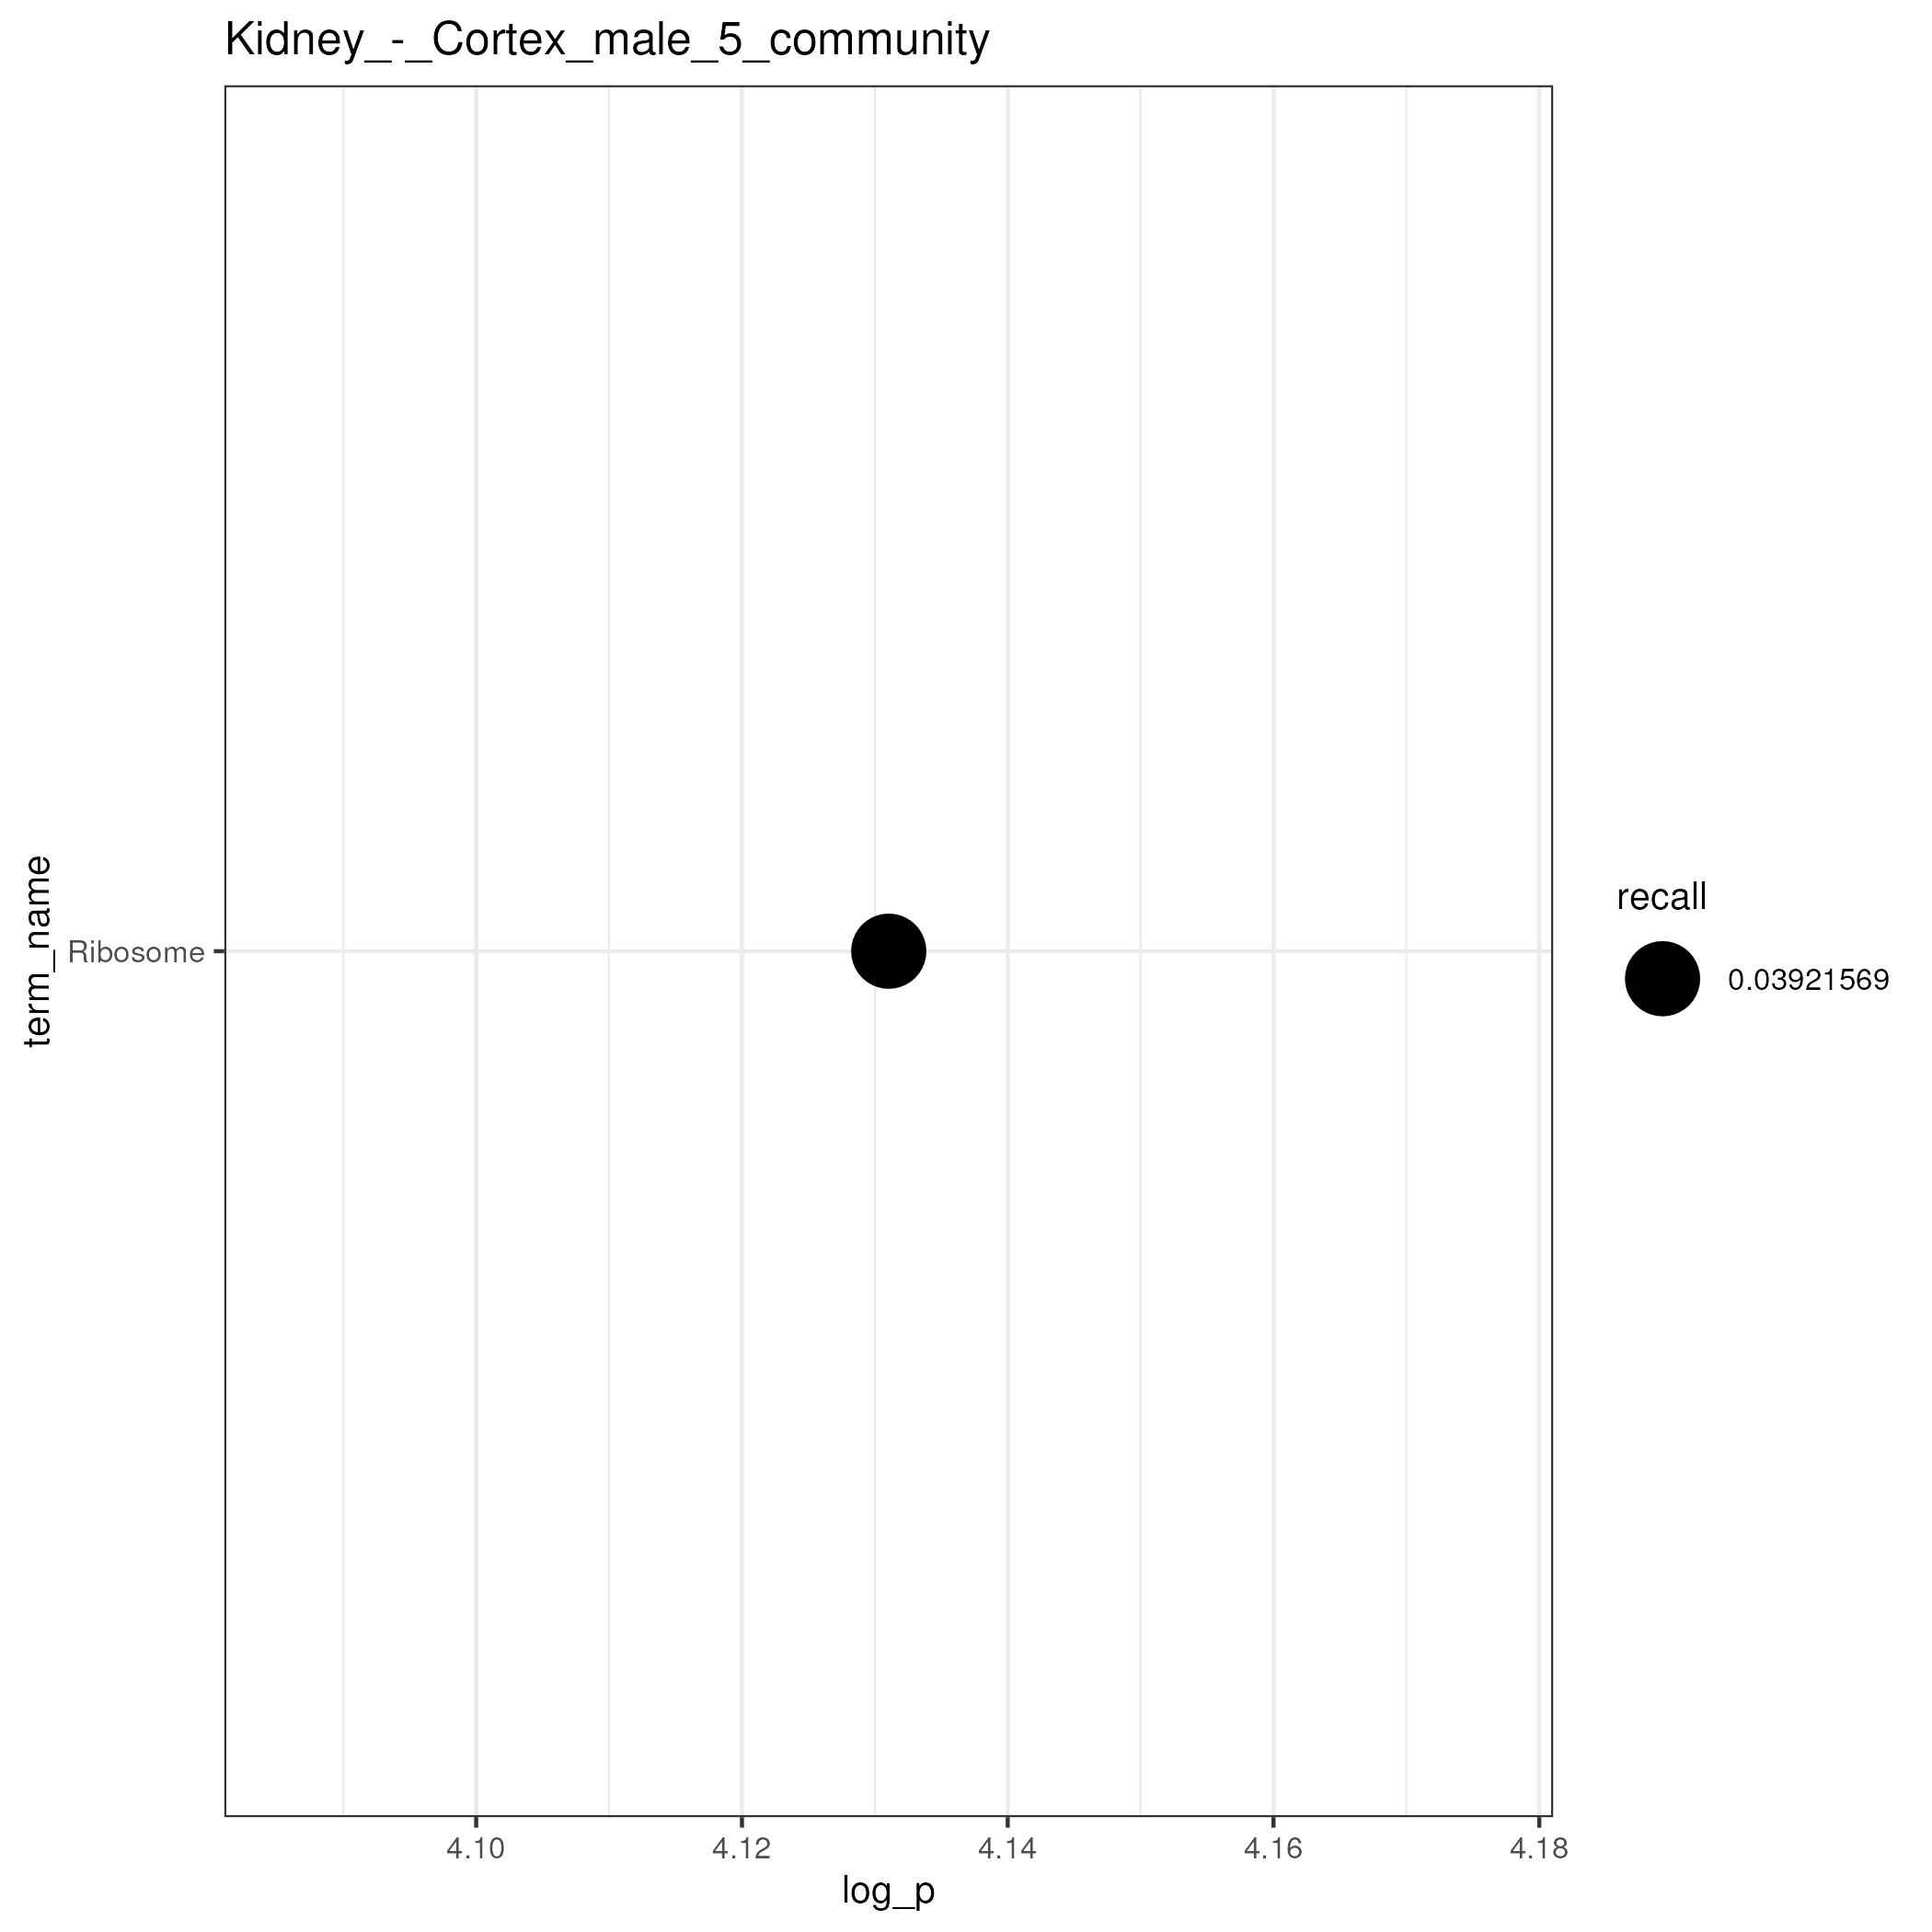 Kidney_-_Cortex_male_5_community
term_name
Ribosome
4.10 4.12 4.14 4.16 4.18
log_p
recall
0.03921569